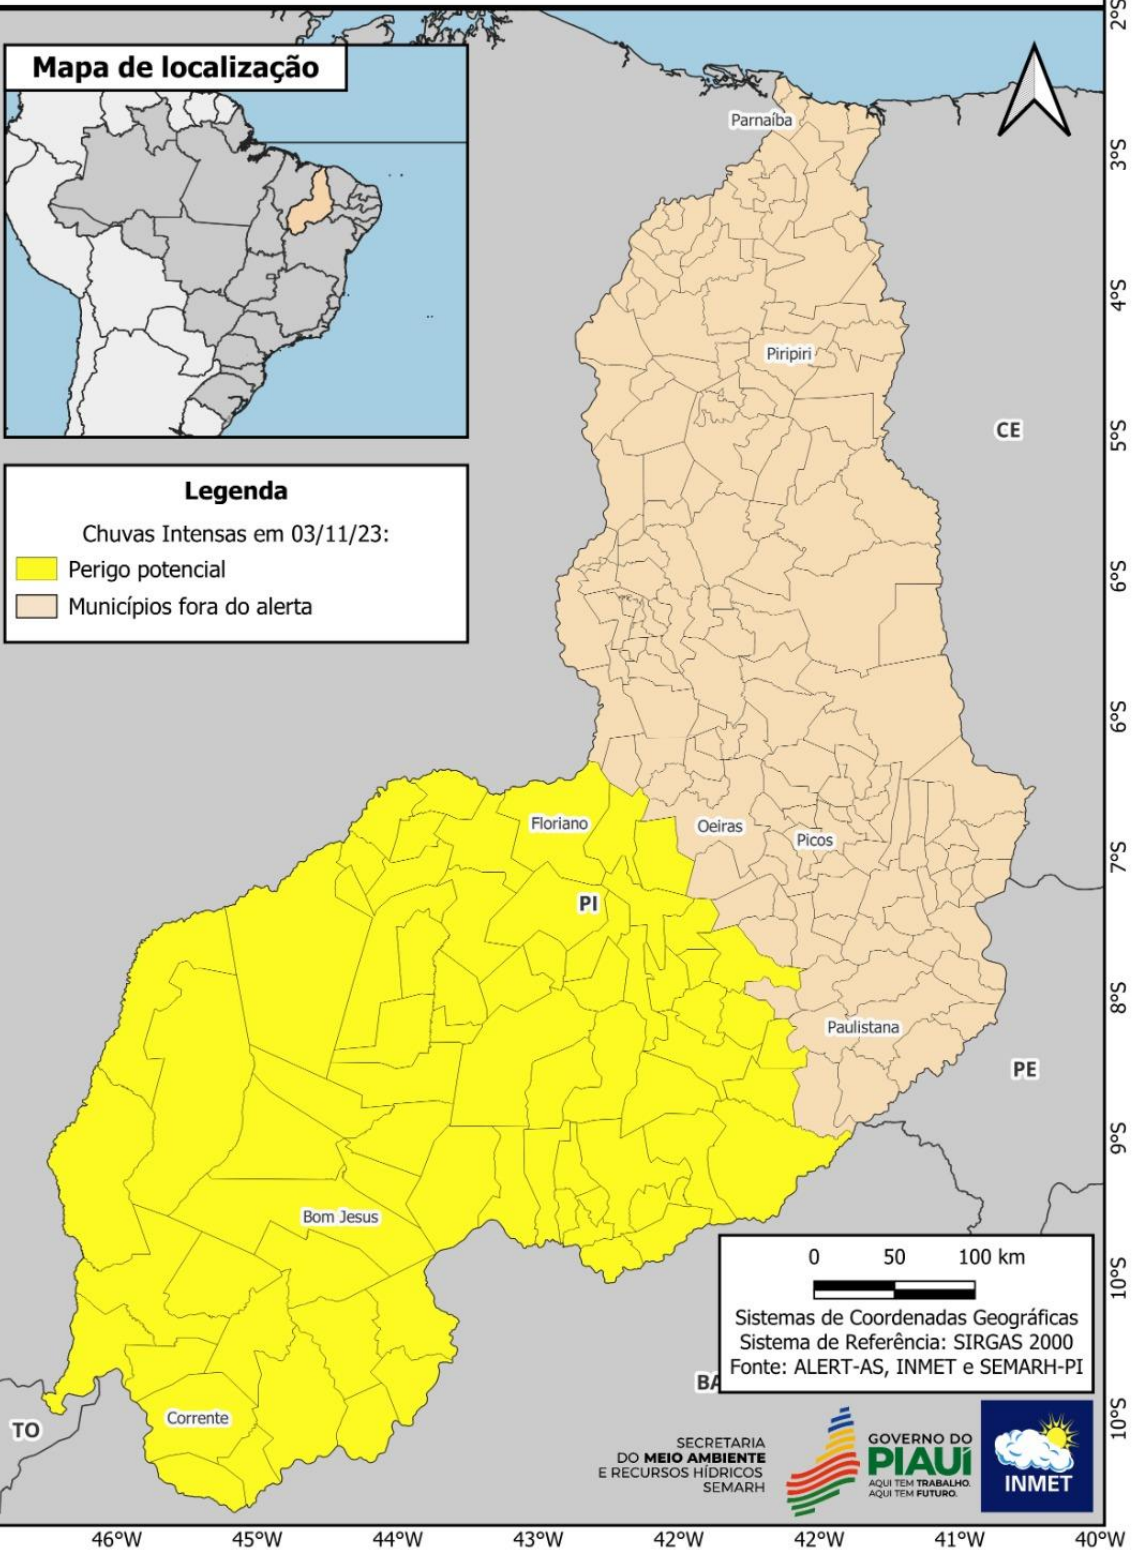 Mapa de localização
Parnaíba
Piripiri
CE
Legenda
Chuvas Intensas em 03/11/23:
Perigo potencial
Municípios fora do alerta
Floriano
Oeiras
Picos
PI
Paulistana
PE
Bom Jesus
0 50 100 km
Sistemas de Coordenadas Geográficas
Sistema de Referência: SIRGAS 2000
Fonte: ALERT-AS, INMET e SEMARH-PI
BA
Corrente
TO
SECRETARIA
DO MEIO AMBIENTE
E RECURSOS HÍDRICOS
SEMARH
GOVERNO DO
PIAUÍ
AQUI TEM TRABALHO.
AQUI TEM FUTURO.
INMET
2°S
3°S
4°S
5°S
6°S
6°S
7°S
8°S
9°S
10°S
10°S
46°W 45°W 44°W 43°W 42°W 42°W 41°W 40°W